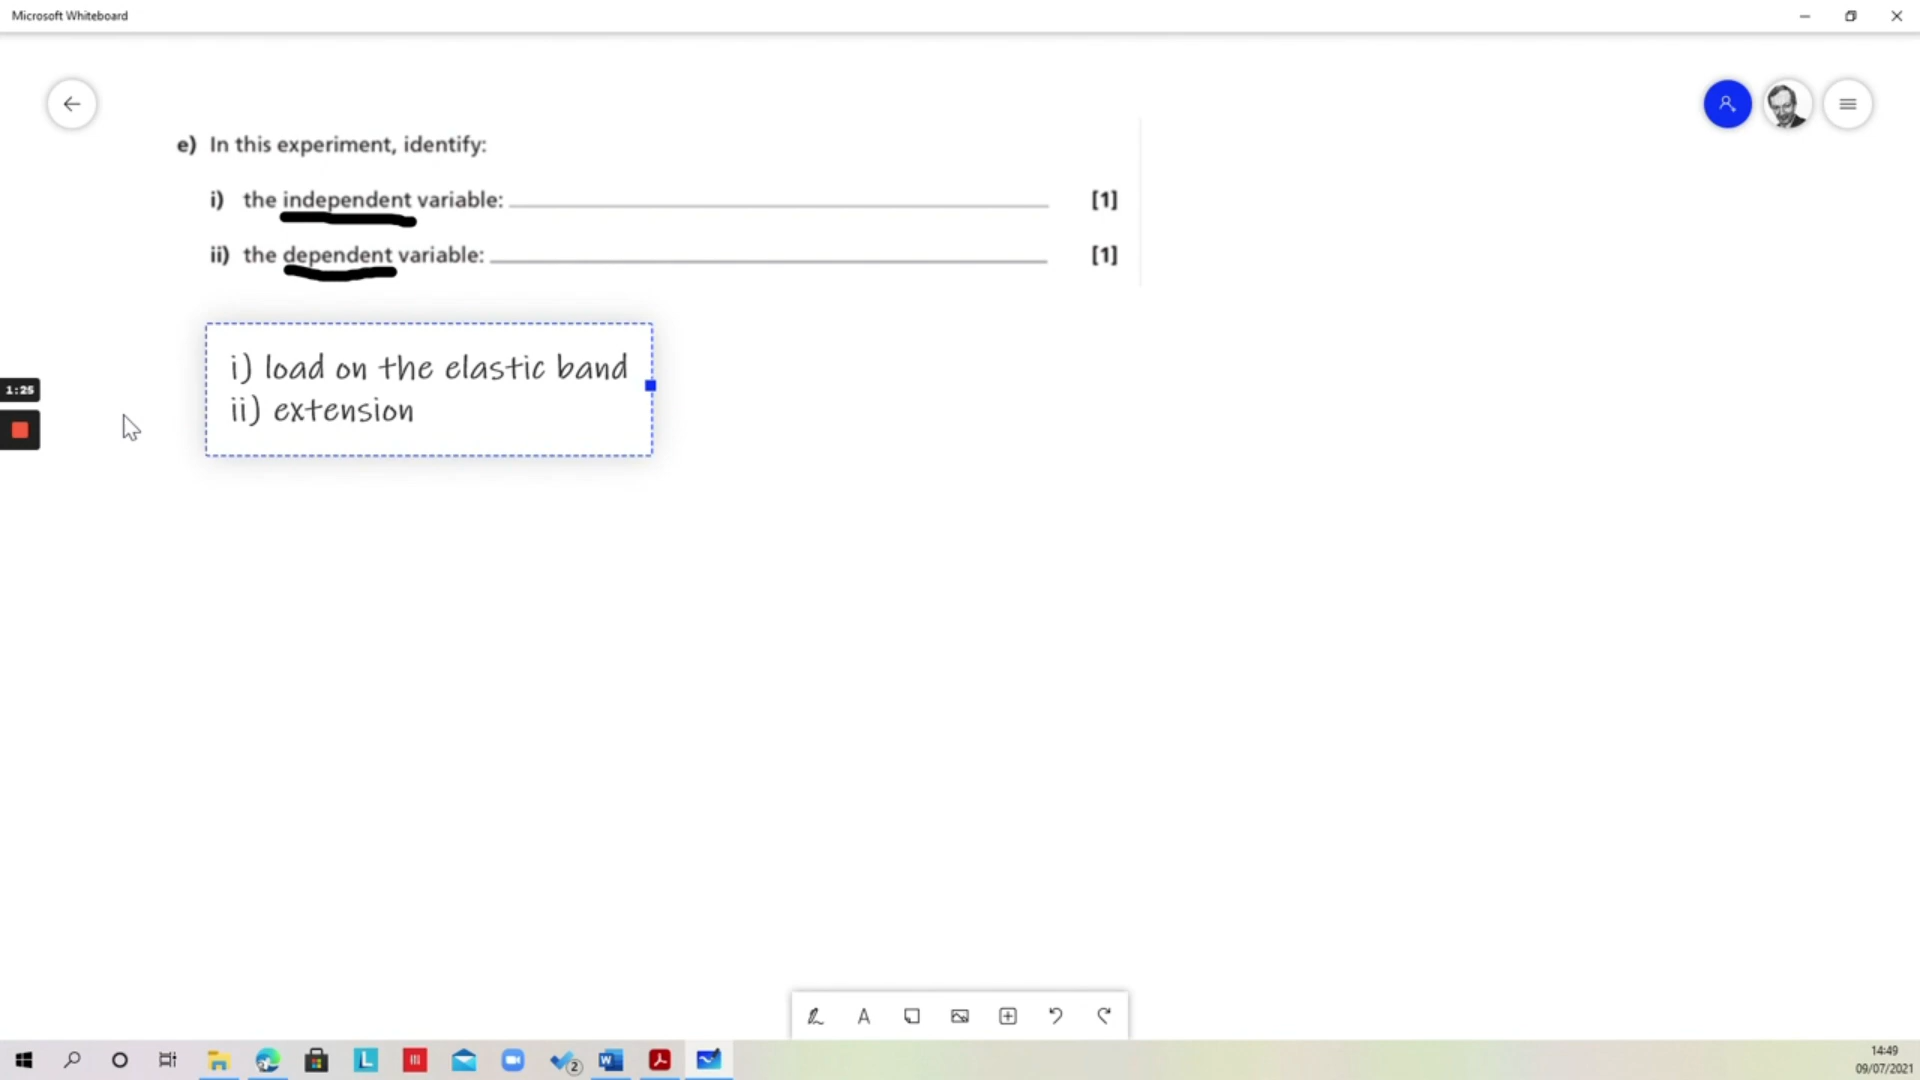 Microsoft Whiteboard
e) In this experiment, identify:
i) the independent variable: [1]
ii) the dependent variable: [1]
i) load on the elastic band
ii) extension
1:25
A
L
2
W
14:49
09/07/2021